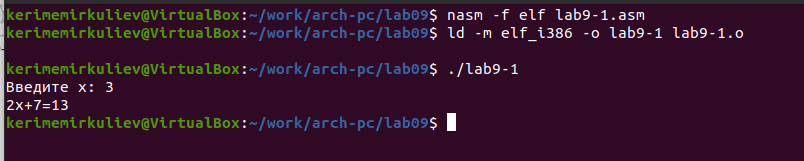 kerimemirkuliev@VirtualBox:~/work/arch-pc/lab09$ nasm -f elf lab9-1.asm
kerimemirkuliev@VirtualBox:~/work/arch-pc/lab09$ ld -m elf_i386 -o lab9-1 lab9-1.o
kerimemirkuliev@VirtualBox:~/work/arch-pc/lab09$ ./lab9-1
Введите x: 3
2x+7=13
kerimemirkuliev@VirtualBox:~/work/arch-pc/lab09$